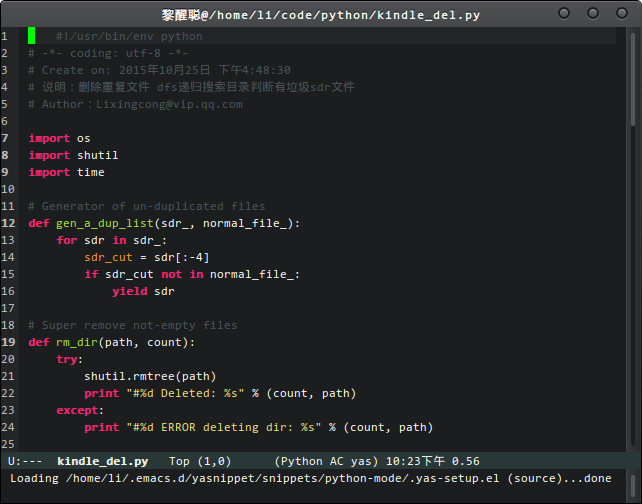 黎醒聪@/home/li/code/python/kindle_del.py
1 #!/usr/bin/env python
2 # -*- coding: utf-8 -*-
3 # Create on: 2015年10月25日 下午4:48:30
4 # 说明：删除重复文件 dfs递归搜索目录判断有垃圾sdr文件
5 # Author：Lixingcong@vip.qq.com
6
7 import os
8 import shutil
9 import time
10
11 # Generator of un-duplicated files
12 def gen_a_dup_list(sdr_, normal_file_):
13     for sdr in sdr_:
14         sdr_cut = sdr[:-4]
15         if sdr_cut not in normal_file_:
16             yield sdr
17
18 # Super remove not-empty files
19 def rm_dir(path, count):
20     try:
21         shutil.rmtree(path)
22         print "#%d Deleted: %s" % (count, path)
23     except:
24         print "#%d ERROR deleting dir: %s" % (count, path)
25
U:--- kindle_del.py Top (1,0) (Python AC yas) 10:23下午 0.56
Loading /home/li/.emacs.d/yasnippet/snippets/python-mode/.yas-setup.el (source)...done